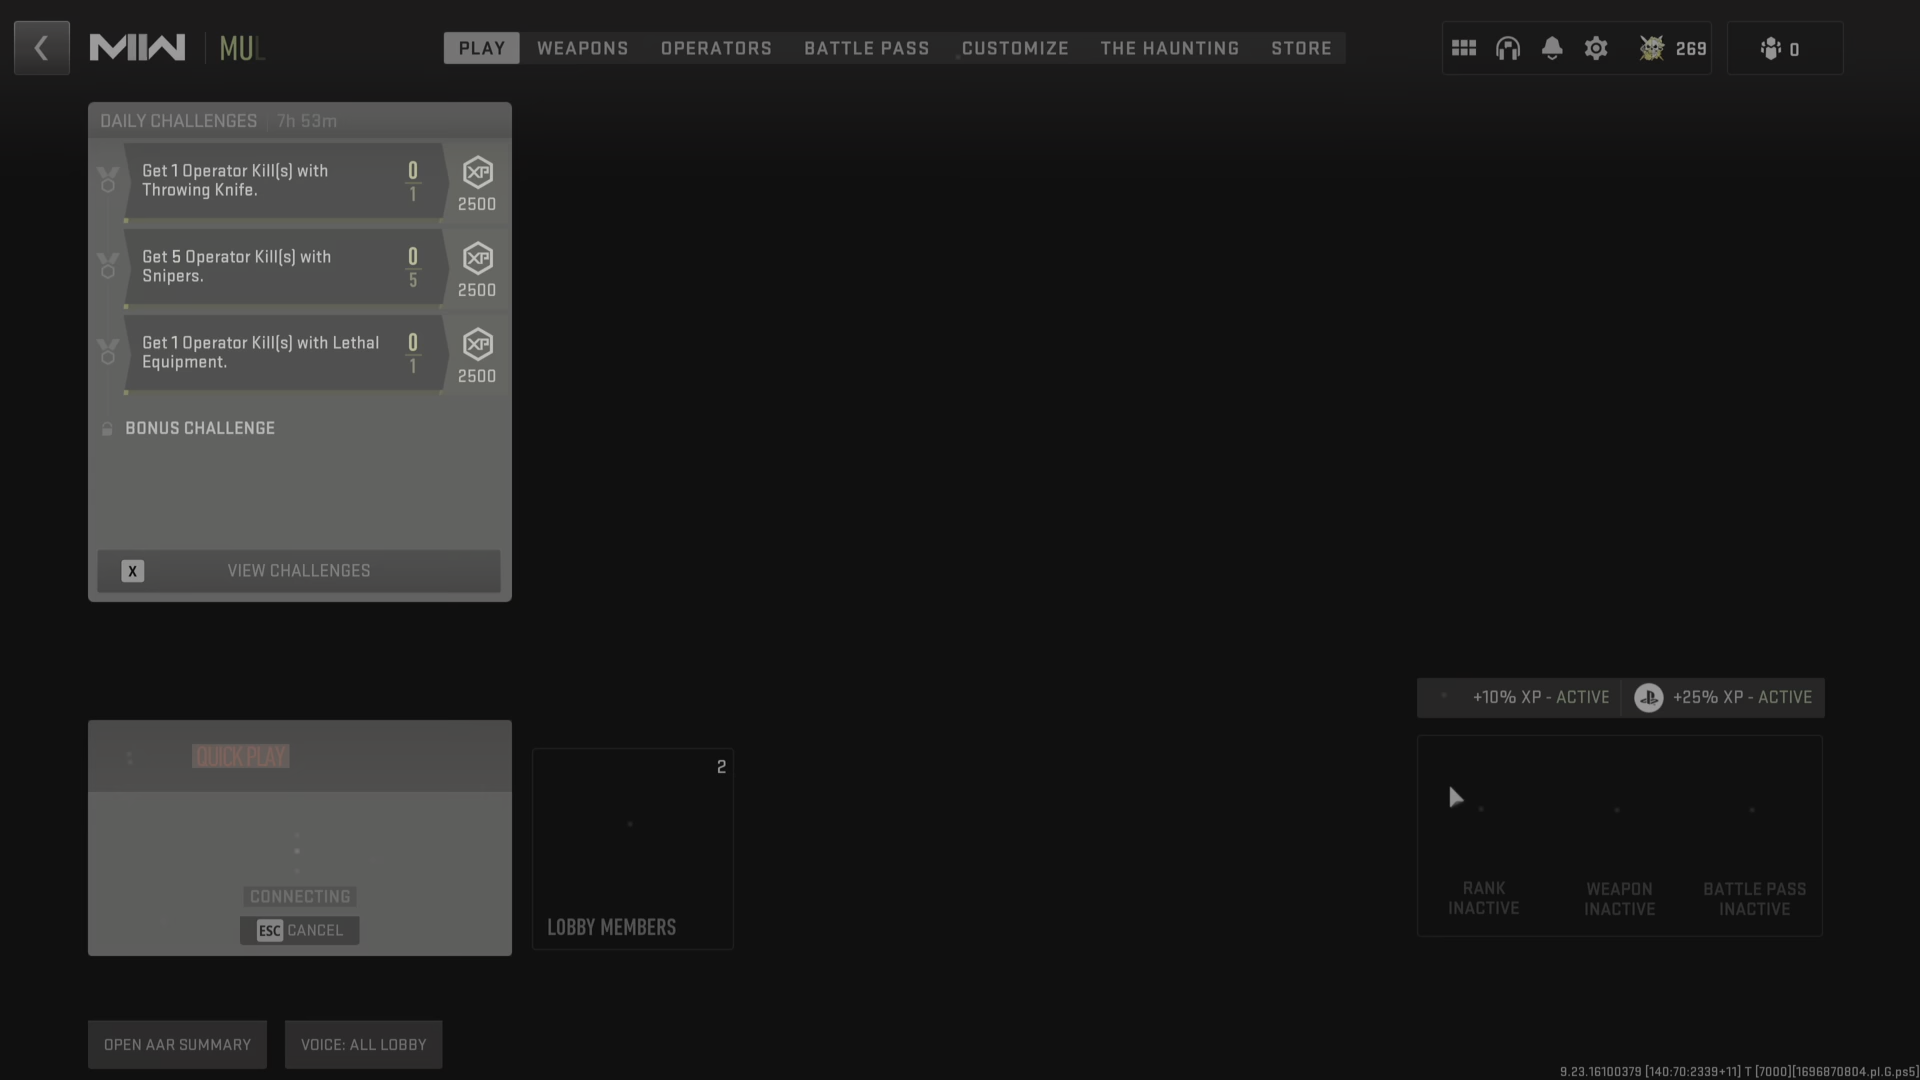 MW MUL
PLAY WEAPONS OPERATORS BATTLE PASS CUSTOMIZE THE HAUNTING STORE
269
0
DAILY CHALLENGES 7h 53m
Get 1 Operator Kill(s) with
Throwing Knife.
0
1
XP
2500
Get 5 Operator Kill(s) with
Snipers.
0
5
XP
2500
Get 1 Operator Kill(s) with Lethal
Equipment.
0
1
XP
2500
BONUS CHALLENGE
X VIEW CHALLENGES
+10% XP - ACTIVE +25% XP - ACTIVE
QUICK PLAY
CONNECTING
ESC CANCEL
2
LOBBY MEMBERS
RANK
INACTIVE
WEAPON
INACTIVE
BATTLE PASS
INACTIVE
OPEN AAR SUMMARY VOICE: ALL LOBBY
9.23.16100379 [140:70:2339+11] T [7000][1696870804.pl.G.ps5]